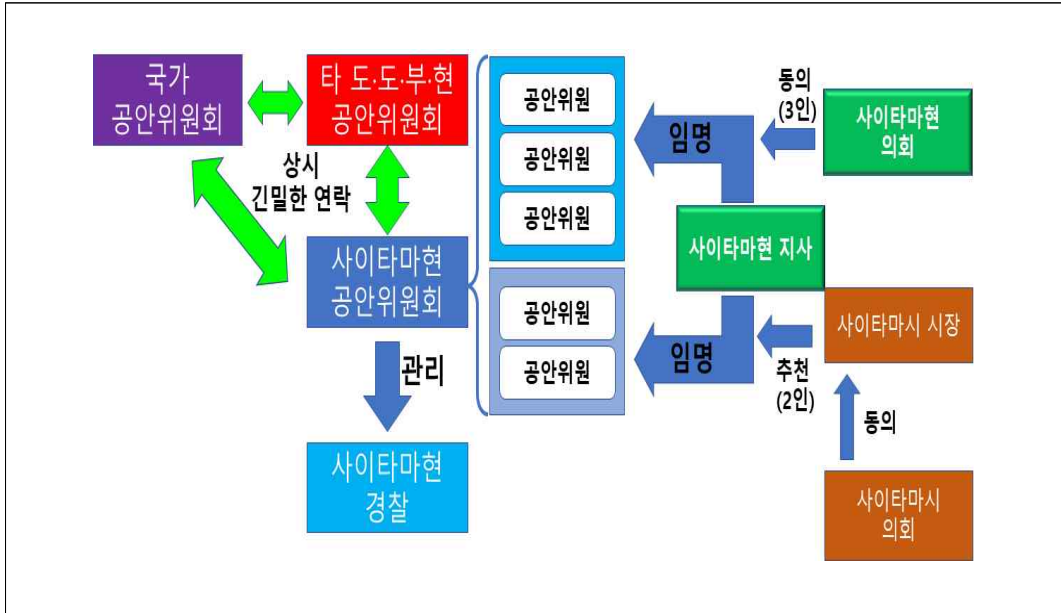 국가
공안위원회
타 도·도·부·현
공안위원회
상시
긴밀한 연락
사이타마현
공안위원회
관리
사이타마현
경찰
공안위원
공안위원
공안위원
공안위원
공안위원
임명
임명
동의
(3인)
사이타마현
의회
사이타마현 지사
사이타마시 시장
추천
(2인)
동의
사이타마시
의회